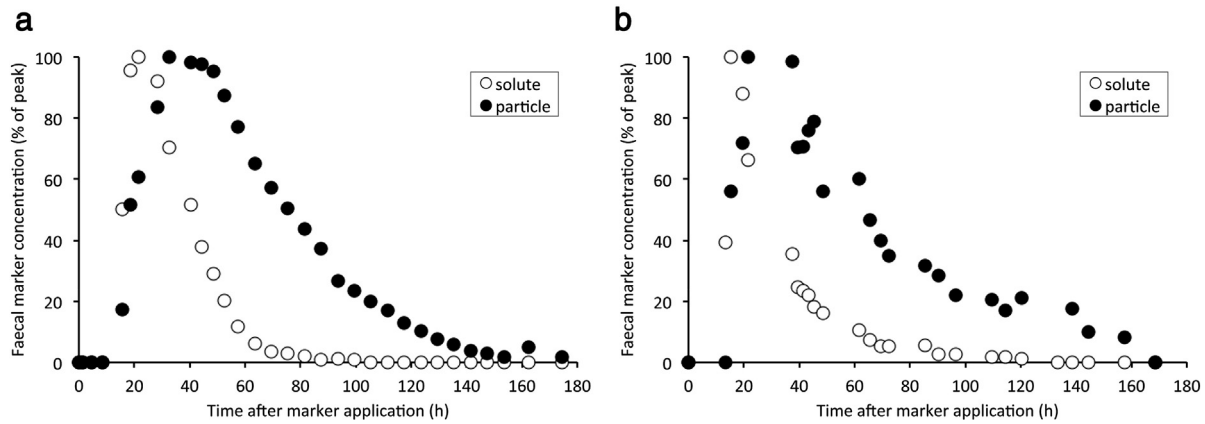 a
Faecal marker concentration (% of peak)
100
80
60
40
20
0
0 20 40 60 80 100 120 140 160 180
Time after marker application (h)
solute
particle
b
Faecal marker concentration (% of peak)
100
80
60
40
20
0
0 20 40 60 80 100 120 140 160 180
Time after marker application (h)
solute
particle